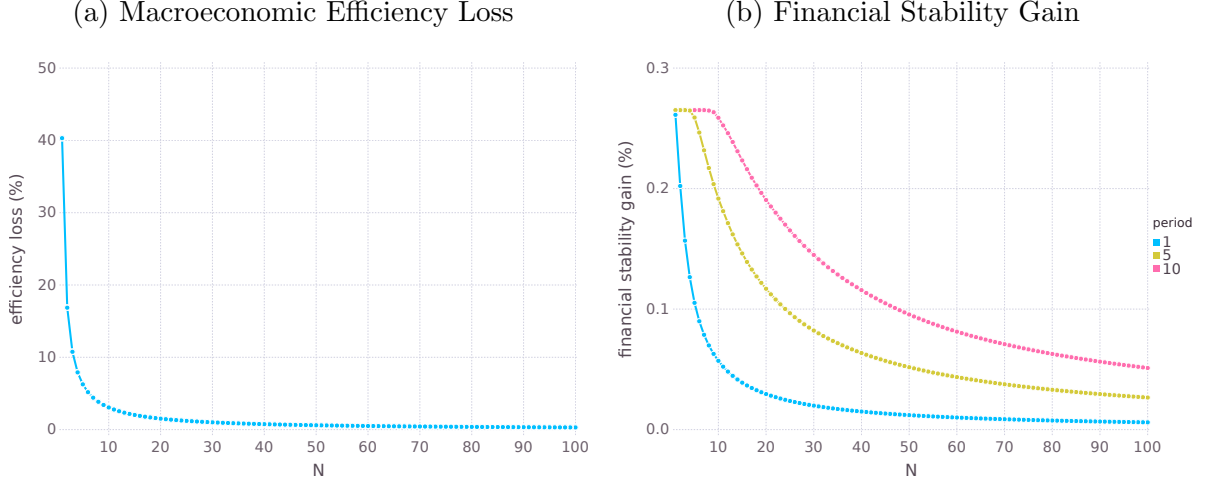 (a) Macroeconomic Efficiency Loss
50
40
30
20
10
0
efficiency loss (%)
10 20 30 40 50 60 70 80 90 100
N
(b) Financial Stability Gain
0.3
0.2
0.1
0.0
financial stability gain (%)
10 20 30 40 50 60 70 80 90 100
N
period
1
5
10